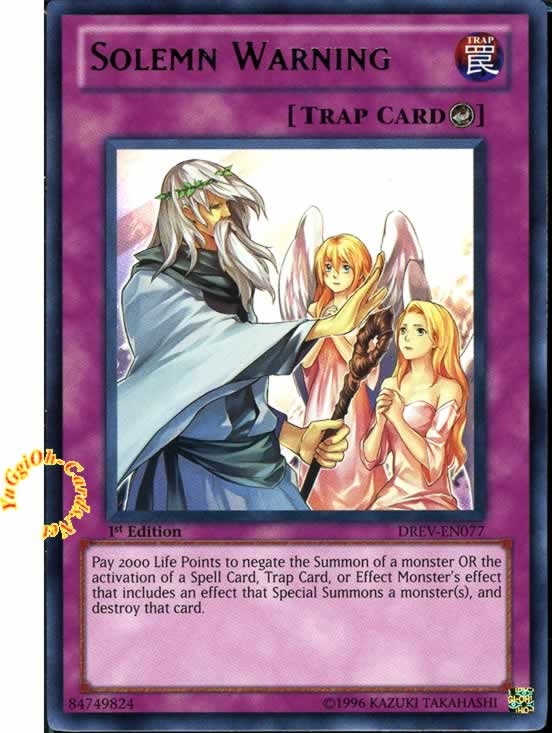 SOLEMN WARNING
TRAP
罠
[TRAP CARD]
YuGgiOh-Cards.Net
1st Edition
DREV-EN077
Pay 2000 Life Points to negate the Summon of a monster OR the
activation of a Spell Card, Trap Card, or Effect Monster's effect
that includes an effect that Special Summons a monster(s), and
destroy that card.
84749824
©1996 KAZUKI TAKAHASHI